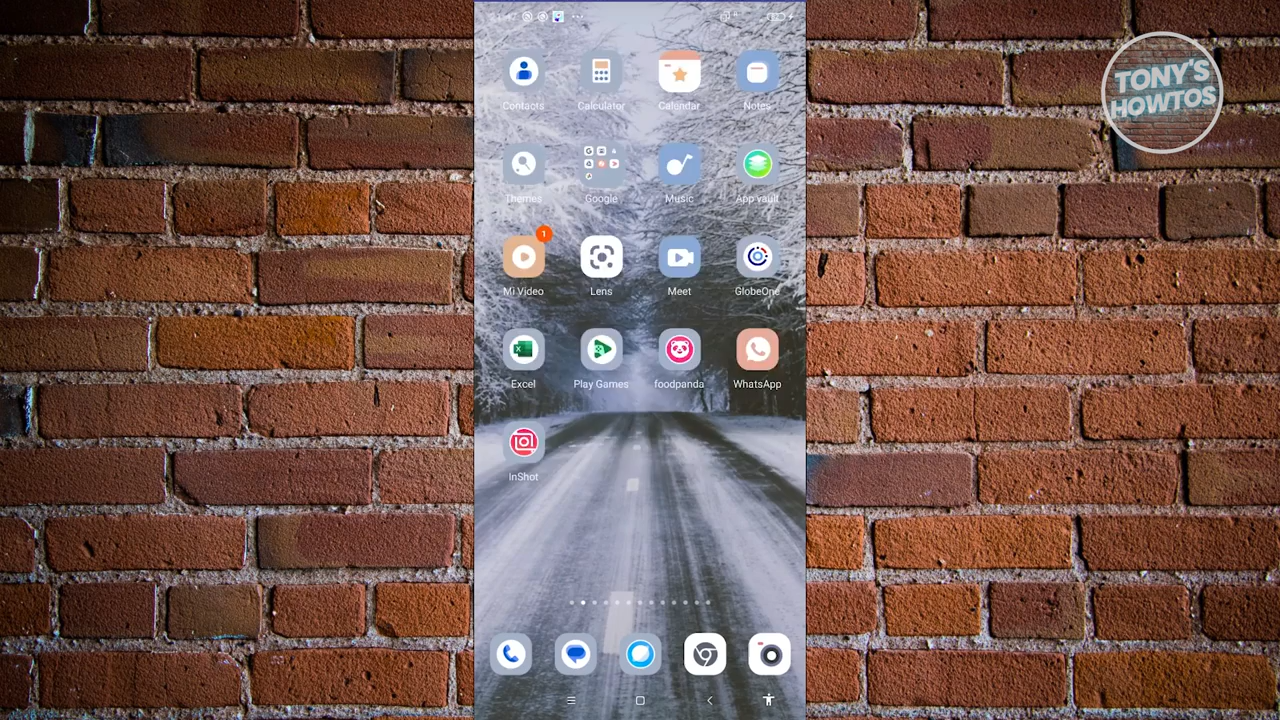 TONY'S
HOWTOS
Contacts Calculator Calendar Notes
Themes Google Music App vault
1
Mi Video Lens Meet GlobeOne
Excel Play Games foodpanda WhatsApp
InShot